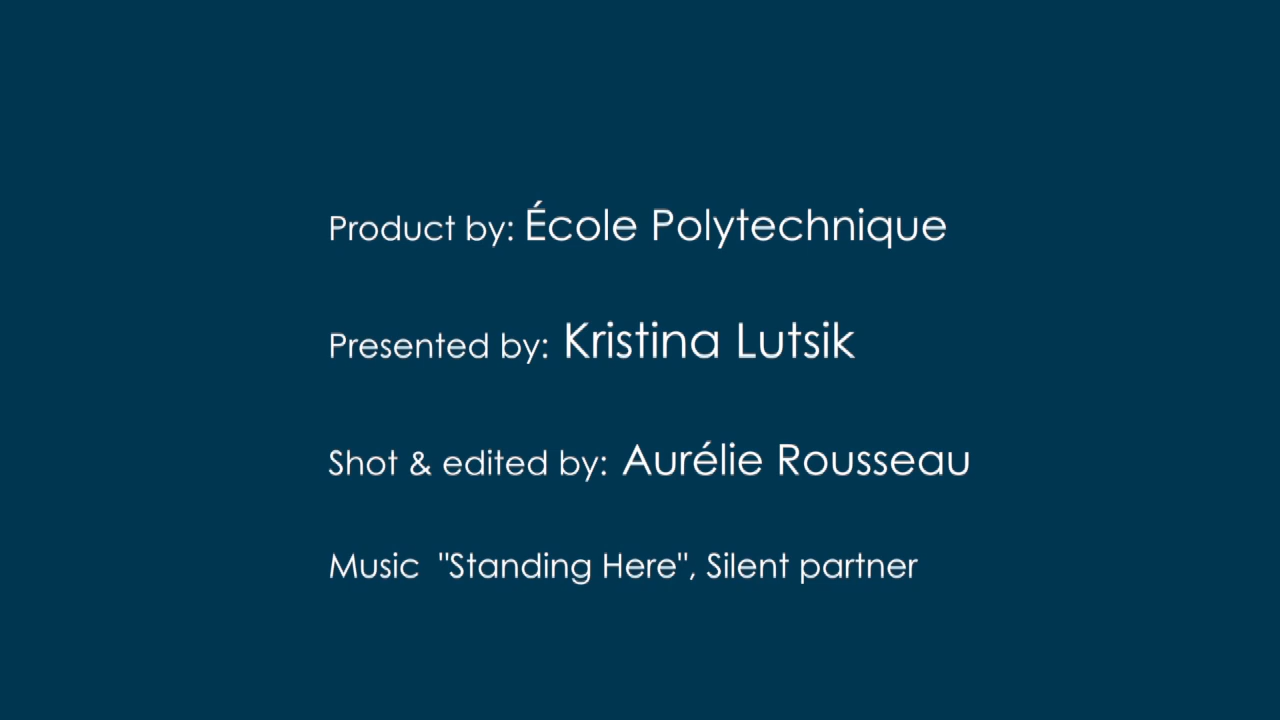 Product by: École Polytechnique
Presented by: Kristina Lutsik
Shot & edited by: Aurélie Rousseau
Music "Standing Here", Silent partner